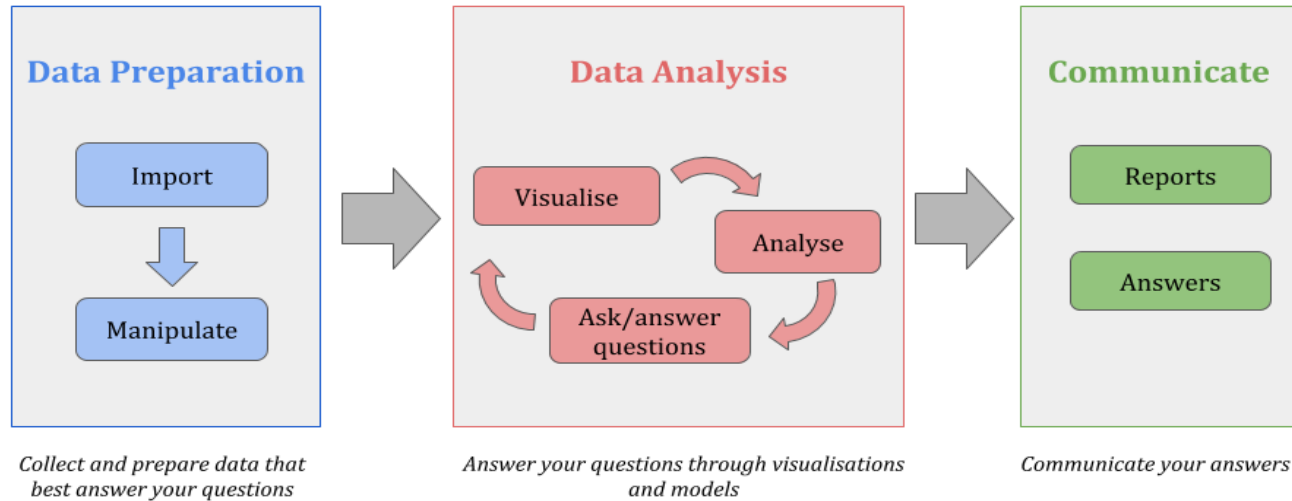 Data Preparation
Import
Manipulate
Collect and prepare data that
best answer your questions
Data Analysis
Visualise
Analyse
Ask/answer
questions
Answer your questions through visualisations
and models
Communicate
Reports
Answers
Communicate your answers